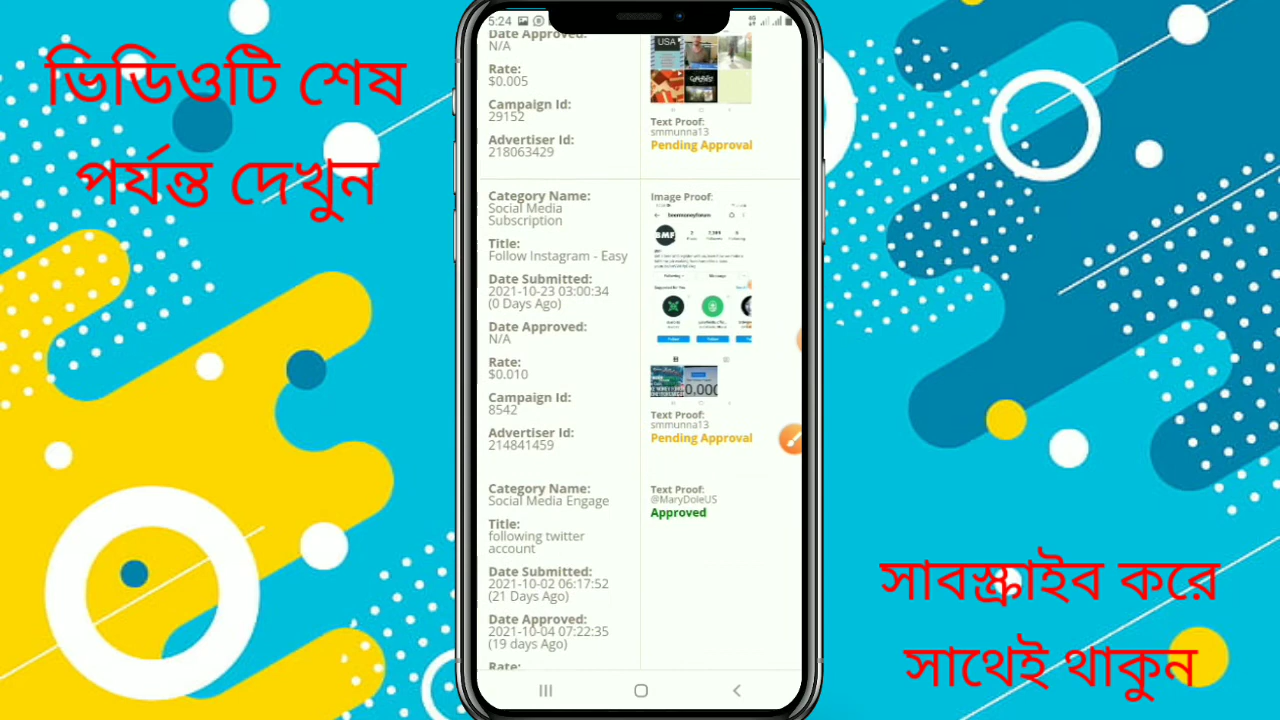 ভিডিওটি শেষ
পর্যন্ত দেখুন
5:24
Date Approved:
N/A
Rate:
$0.005
Campaign Id:
29152
Advertiser Id:
218063429
USA
Text Proof:
smmunna13
Pending Approval
Category Name:
Social Media
Subscription
Title:
Follow Instagram - Easy
Date Submitted:
2021-10-23 03:00:34
(0 Days Ago)
Date Approved:
N/A
Rate:
$0.010
Campaign Id:
8542
Advertiser Id:
214841459
Image Proof:
beermoneyforum
BMF
Text Proof:
smmunna13
Pending Approval
Category Name:
Social Media Engage
Title:
following twitter
account
Date Submitted:
2021-10-02 06:17:52
(21 Days Ago)
Date Approved:
2021-10-04 07:22:35
(19 days Ago)
Rate:
Text Proof:
@MaryDoleUS
Approved
সাবস্ক্রাইব করে
সাথেই থাকুন